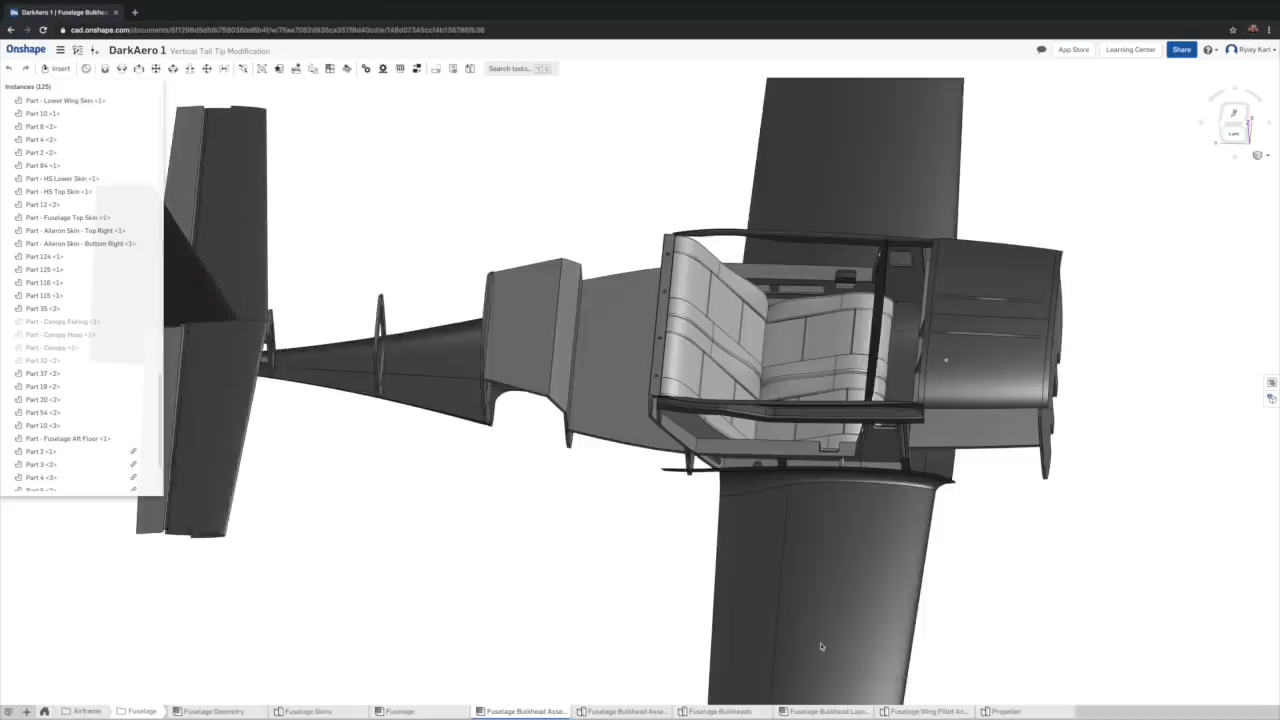 DarkAero 1 | Fuselage Bulkhea
cad.onshape.com/documents/
Onshape
DarkAero 1 Vertical Tail Tip Modification
App Store
Learning Center
Share
Ryley Karl
Insert
Search tools...
Instances (125)
Part - Lower Wing Skin <1>
Part 10 <1>
Part 8 <2>
Part 4 <2>
Part 2 <2>
Part 84 <1>
Part - HS Lower Skin <1>
Part - HS Top Skin <1>
Part 12 <2>
Part - Fuselage Top Skin <1>
Part - Aileron Skin - Top Right <1>
Part - Aileron Skin - Bottom Right <1>
Part 124 <1>
Part 125 <1>
Part 116 <1>
Part 115 <1>
Part 35 <2>
Part - Canopy Fairing <1>
Part - Canopy Hoop <1>
Part - Canopy <1>
Part 32 <2>
Part 37 <2>
Part 19 <2>
Part 20 <2>
Part 54 <2>
Part 10 <3>
Part - Fuselage Aft Floor <1>
Part 2 <1>
Part 3 <2>
Part 4 <3>
Left
Airframe
Fuselage
Fuselage Geometry
Fuselage Skins
Fuselage
Fuselage Bulkhead Asse...
Fuselage Bulkhead Asse...
Fuselage Bulkheads
Fuselage Bulkhead Layo...
Fuselage Wing Fillet An...
Propeller